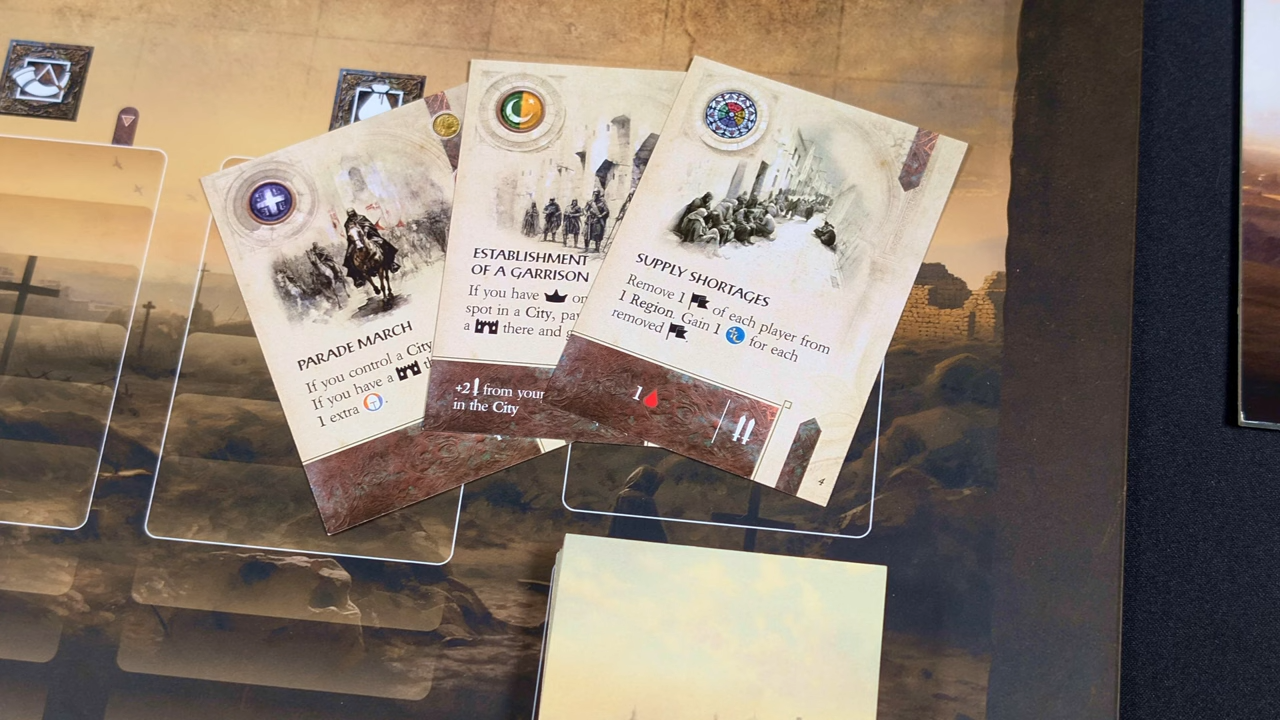 PARADE MARCH
If you control a City
If you have a
1 extra
ESTABLISHMENT
OF A GARRISON
If you have
spot in a City,
a there and
+2 from your
in the City
SUPPLY SHORTAGES
Remove 1 of each player from
1 Region. Gain 1 for each
removed .
1
4